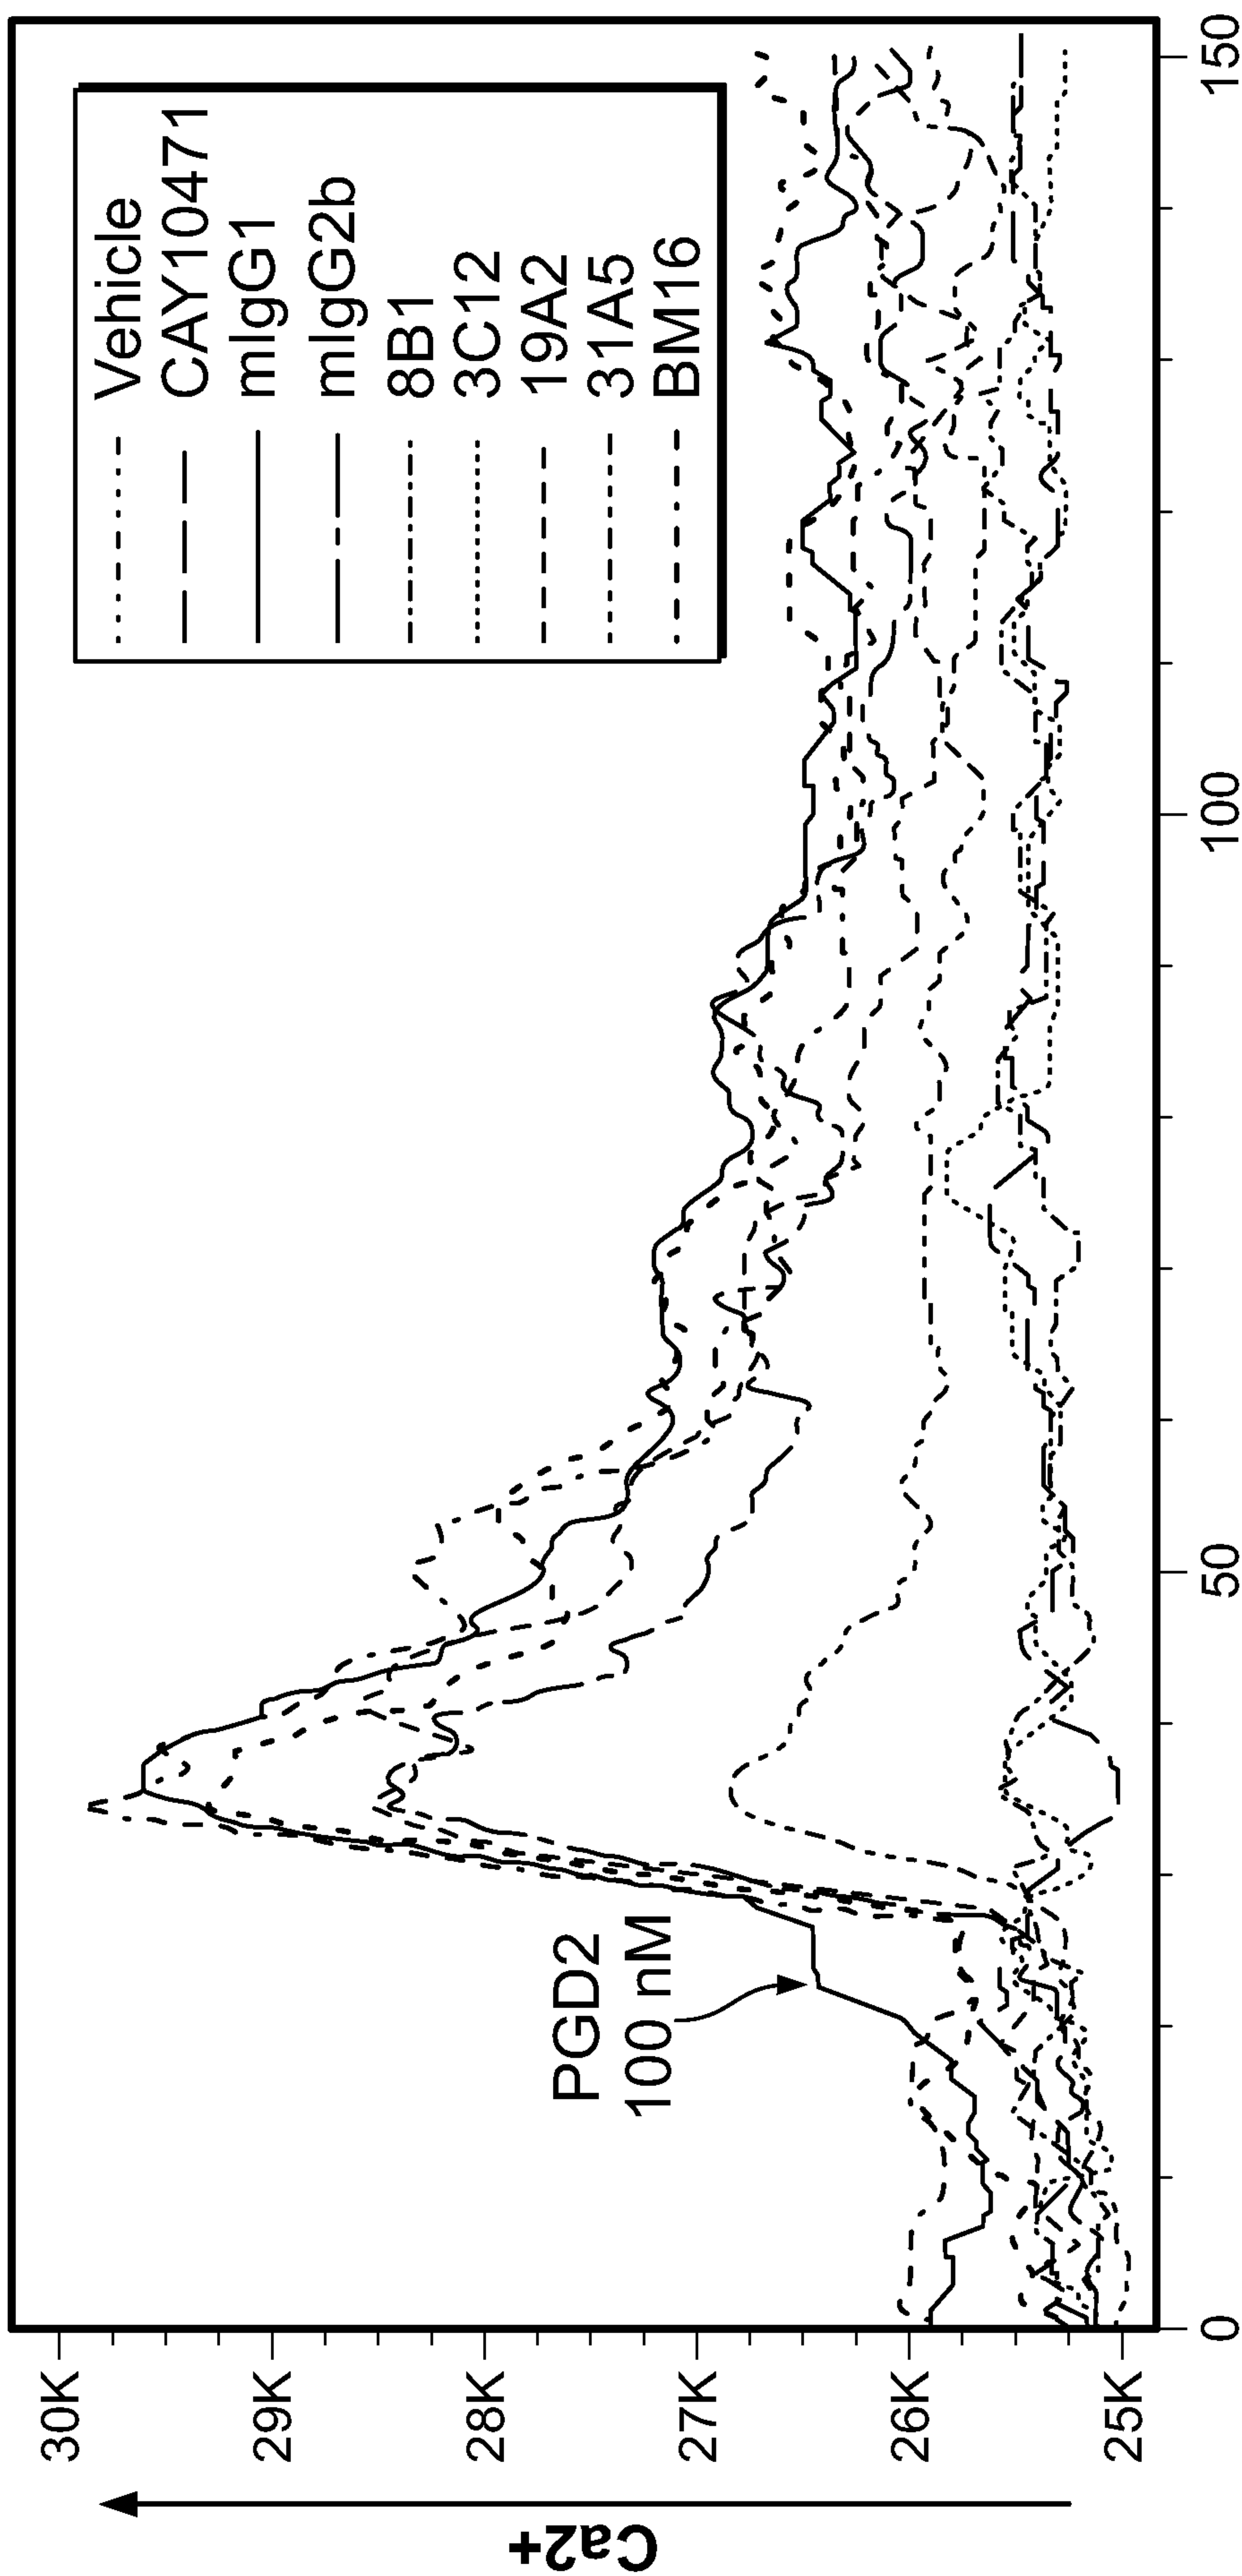 Ca2+
30K
29K
28K
27K
26K
25K
PGD2
100 nM
Vehicle
CAY10471
mIgG1
mIgG2b
8B1
3C12
19A2
31A5
BM16
0
50
100
150